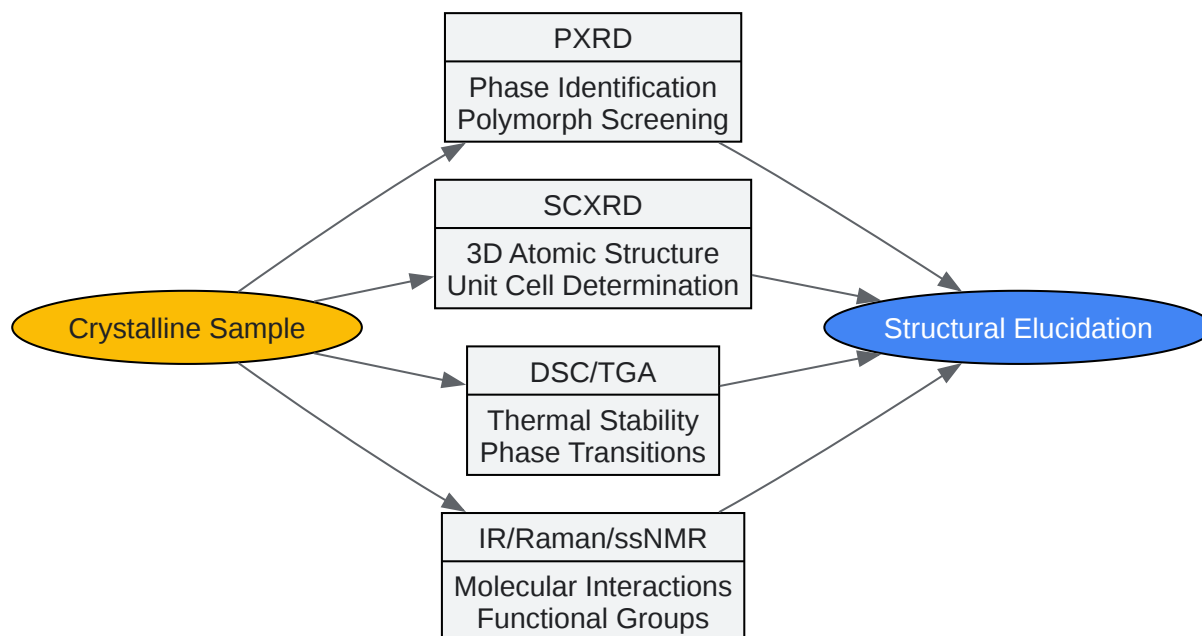 PXRD
Phase Identification
Polymorph Screening
SCXRD
3D Atomic Structure
Unit Cell Determination
Crystalline Sample
Structural Elucidation
DSC/TGA
Thermal Stability
Phase Transitions
IR/Raman/ssNMR
Molecular Interactions
Functional Groups